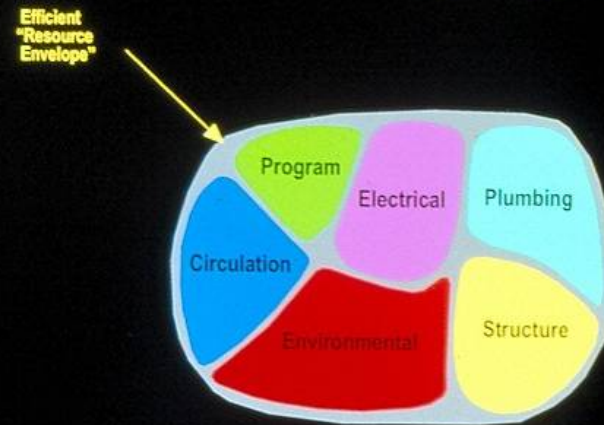 Efficient
"Resource
Envelope"
Program
Electrical
Plumbing
Circulation
Environmental
Structure